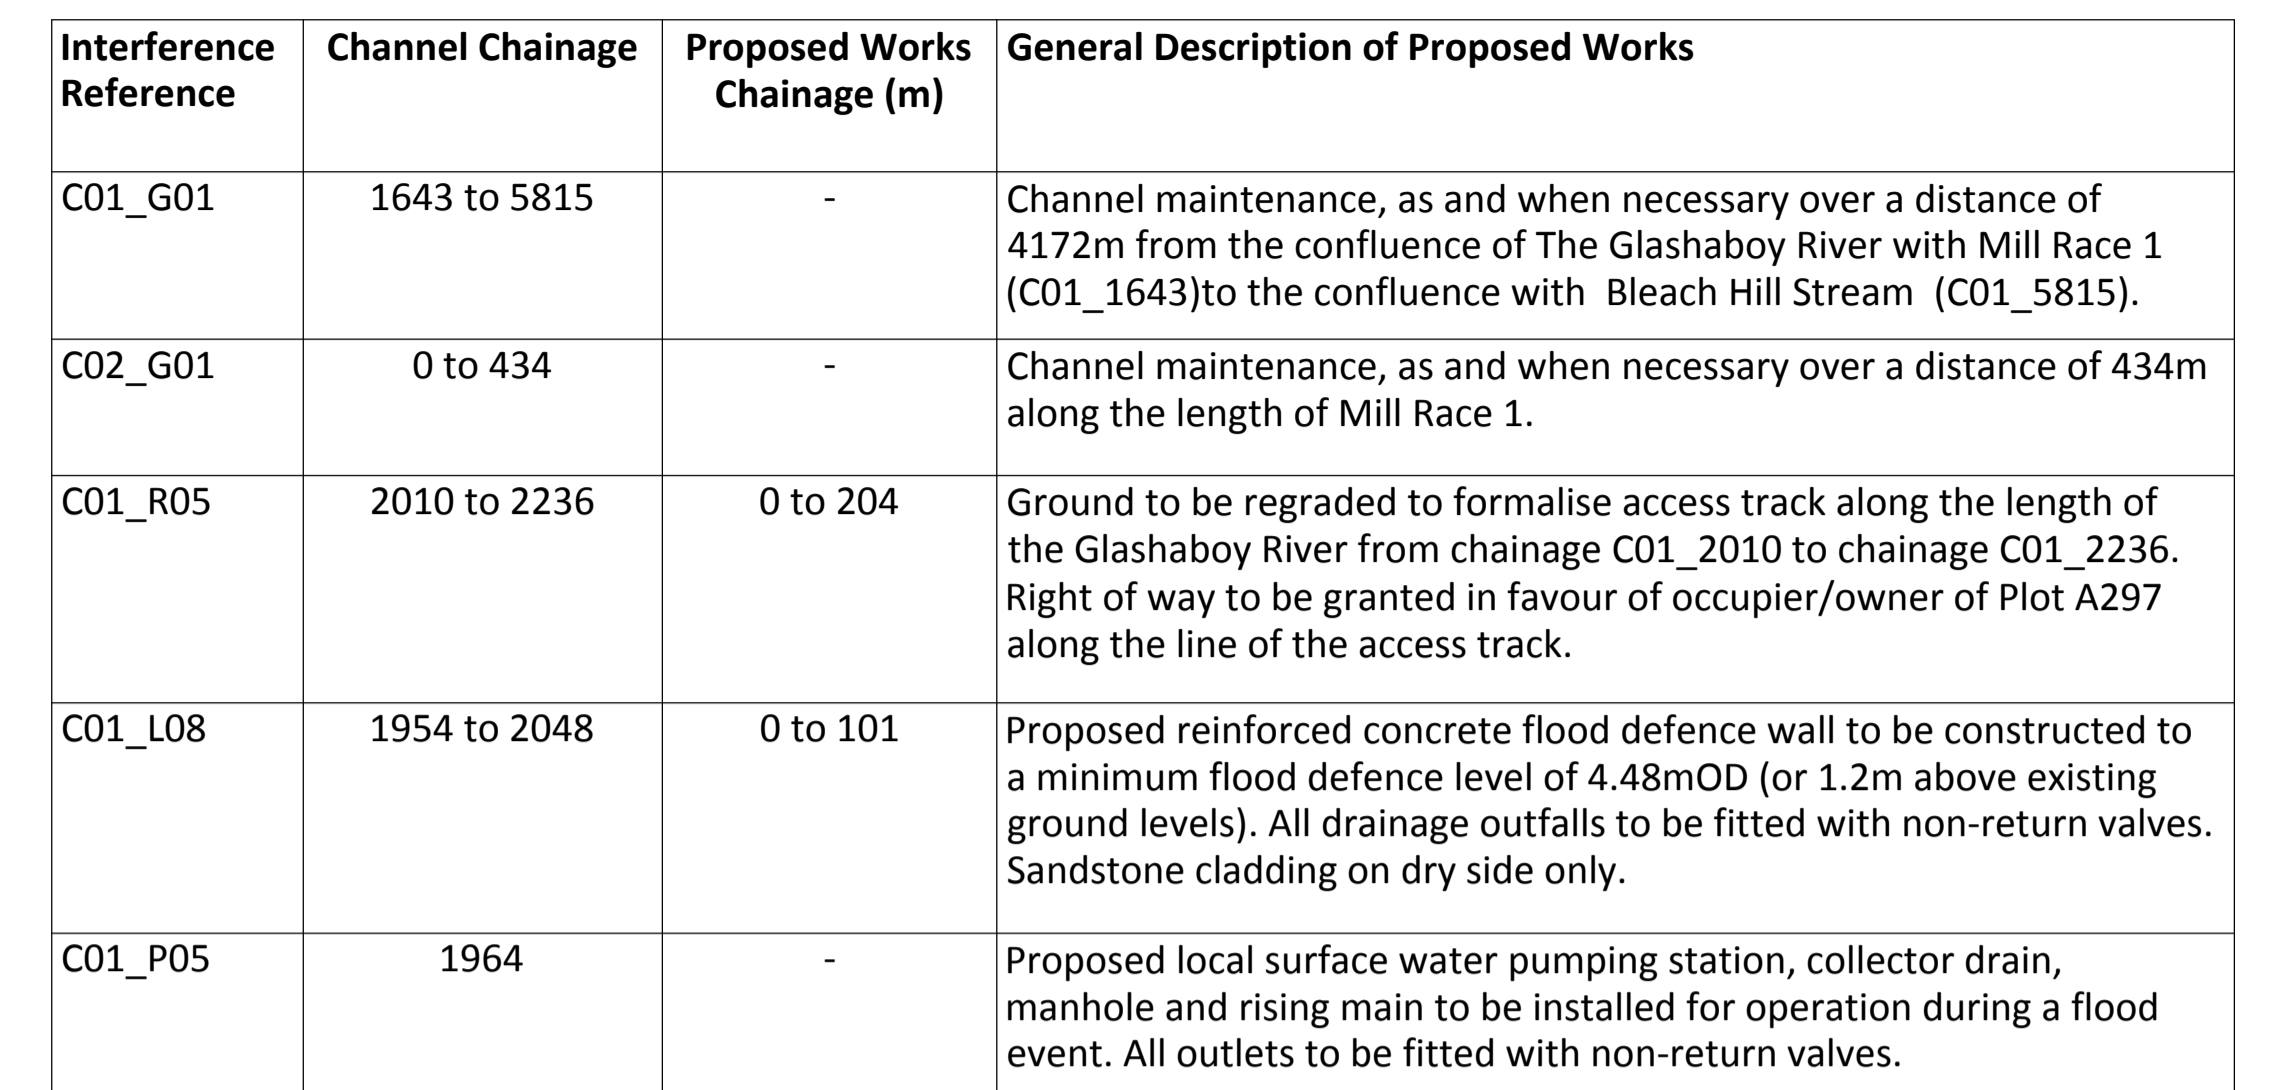 Interference Reference | Channel Chainage | Proposed Works Chainage (m) | General Description of Proposed Works
C01_G01 | 1643 to 5815 | - | Channel maintenance, as and when necessary over a distance of
4172m from the confluence of The Glashaboy River with Mill Race 1
(C01_1643)to the confluence with  Bleach Hill Stream  (C01_5815).
C02_G01 | 0 to 434 | - | Channel maintenance, as and when necessary over a distance of 434m
along the length of Mill Race 1.
C01_R05 | 2010 to 2236 | 0 to 204 | Ground to be regraded to formalise access track along the length of
the Glashaboy River from chainage C01_2010 to chainage C01_2236.
Right of way to be granted in favour of occupier/owner of Plot A297
along the line of the access track.
C01_L08 | 1954 to 2048 | 0 to 101 | Proposed reinforced concrete flood defence wall to be constructed to
a minimum flood defence level of 4.48mOD (or 1.2m above existing
ground levels). All drainage outfalls to be fitted with non-return valves.
Sandstone cladding on dry side only.
C01_P05 | 1964 | - | Proposed local surface water pumping station, collector drain,
manhole and rising main to be installed for operation during a flood
event. All outlets to be fitted with non-return valves.